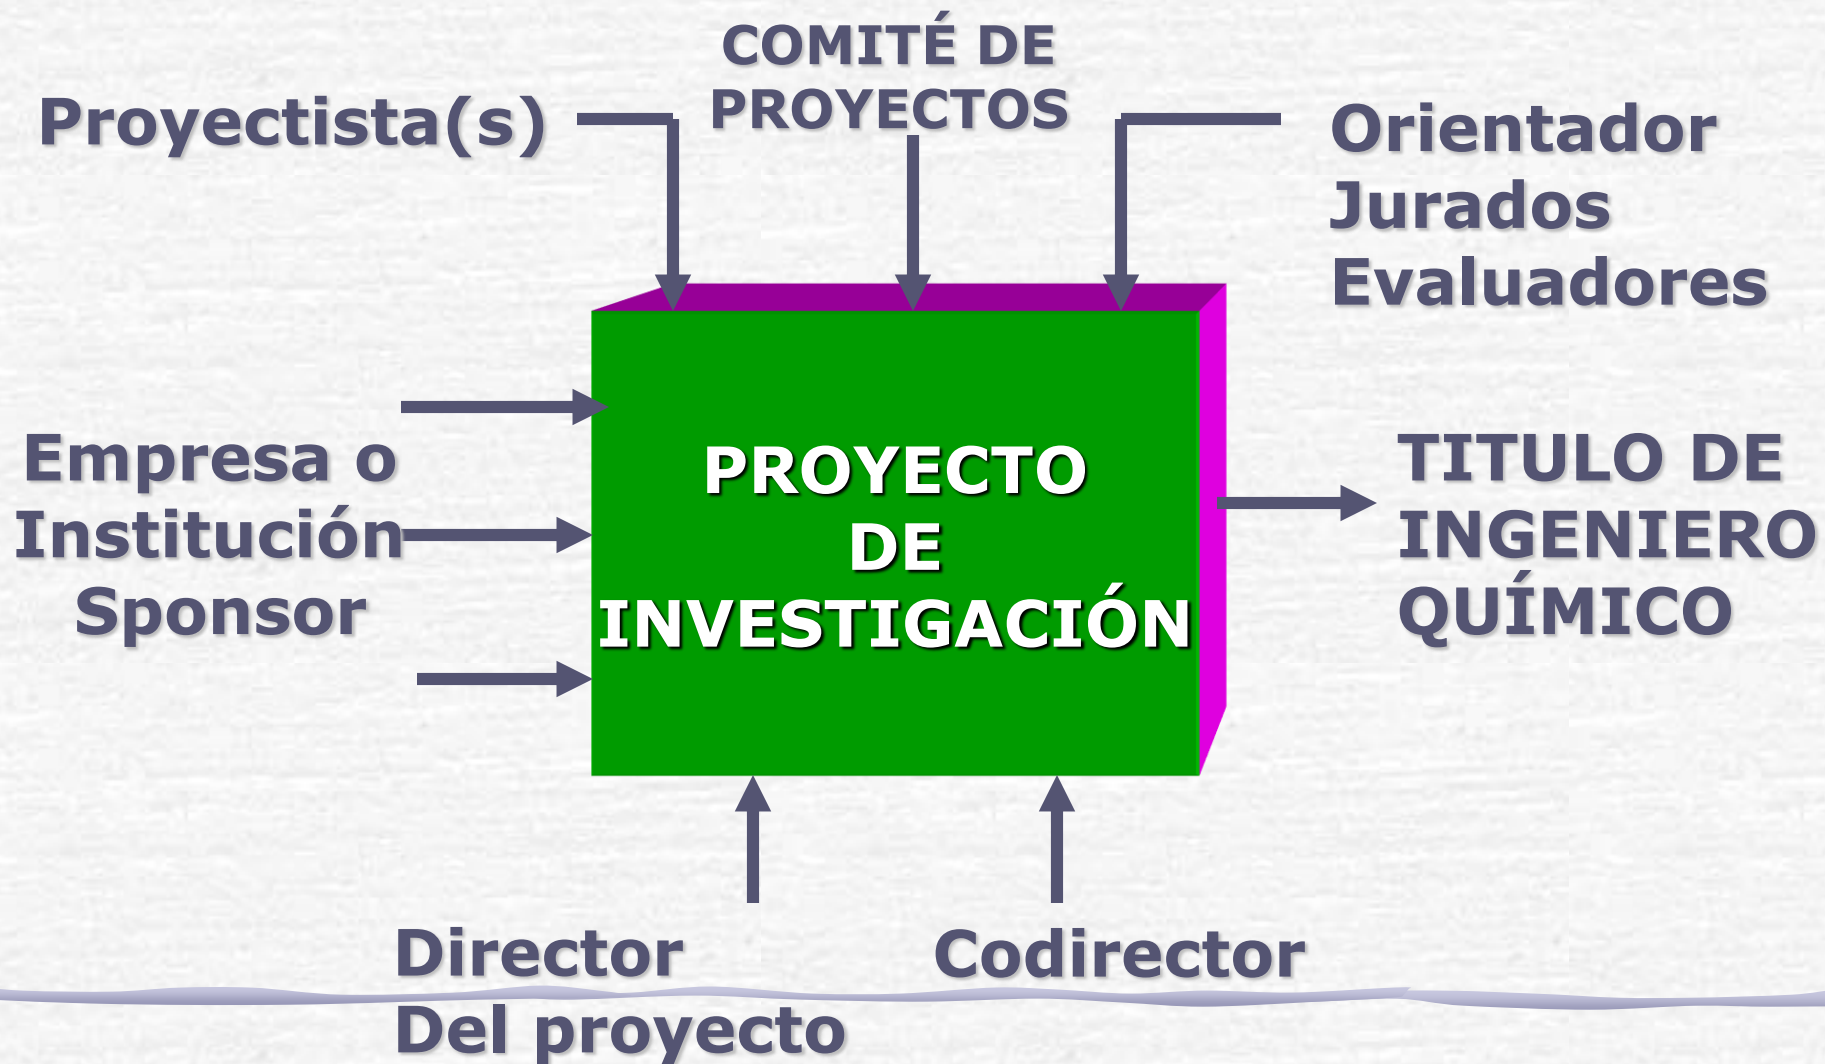 COMITÉ DE
PROYECTOS
Proyectista(s)
Orientador
Jurados
Evaluadores
Empresa o
Institución
Sponsor
PROYECTO
DE
INVESTIGACIÓN
TITULO DE
INGENIERO
QUÍMICO
Director
Del proyecto
Codirector